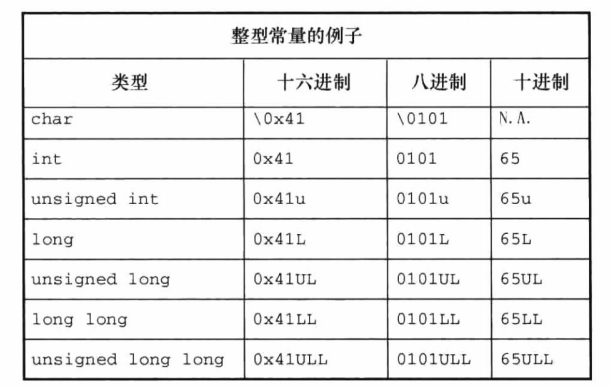 整型常量的例子
类型 十六进制 八进制 十进制
char \0x41 \0101 N.A.
int 0x41 0101 65
unsigned int 0x41u 0101u 65u
long 0x41L 0101L 65L
unsigned long 0x41UL 0101UL 65UL
long long 0x41LL 0101LL 65LL
unsigned long long 0x41ULL 0101ULL 65ULL